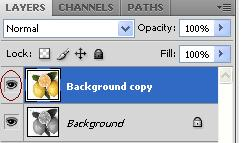 LAYERS CHANNELS PATHS
Normal Opacity: 100%
Lock: Fill: 100%
Background copy
Background